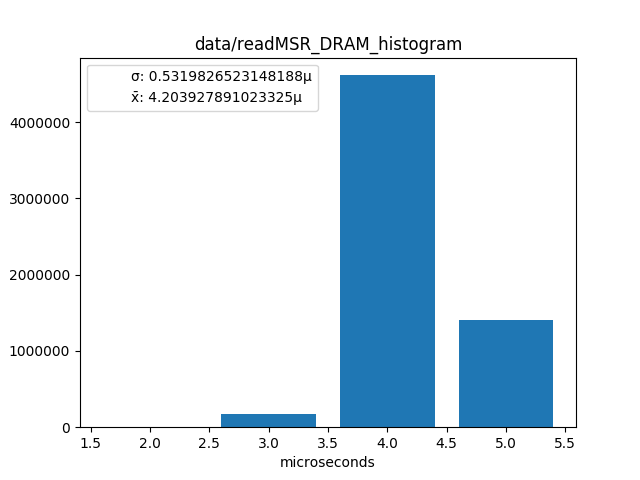 data/readMSR_DRAM_histogram
σ: 0.5319826523148188μ
x̄: 4.203927891023325μ
4000000
3000000
2000000
1000000
0
1.5 2.0 2.5 3.0 3.5 4.0 4.5 5.0 5.5
microseconds